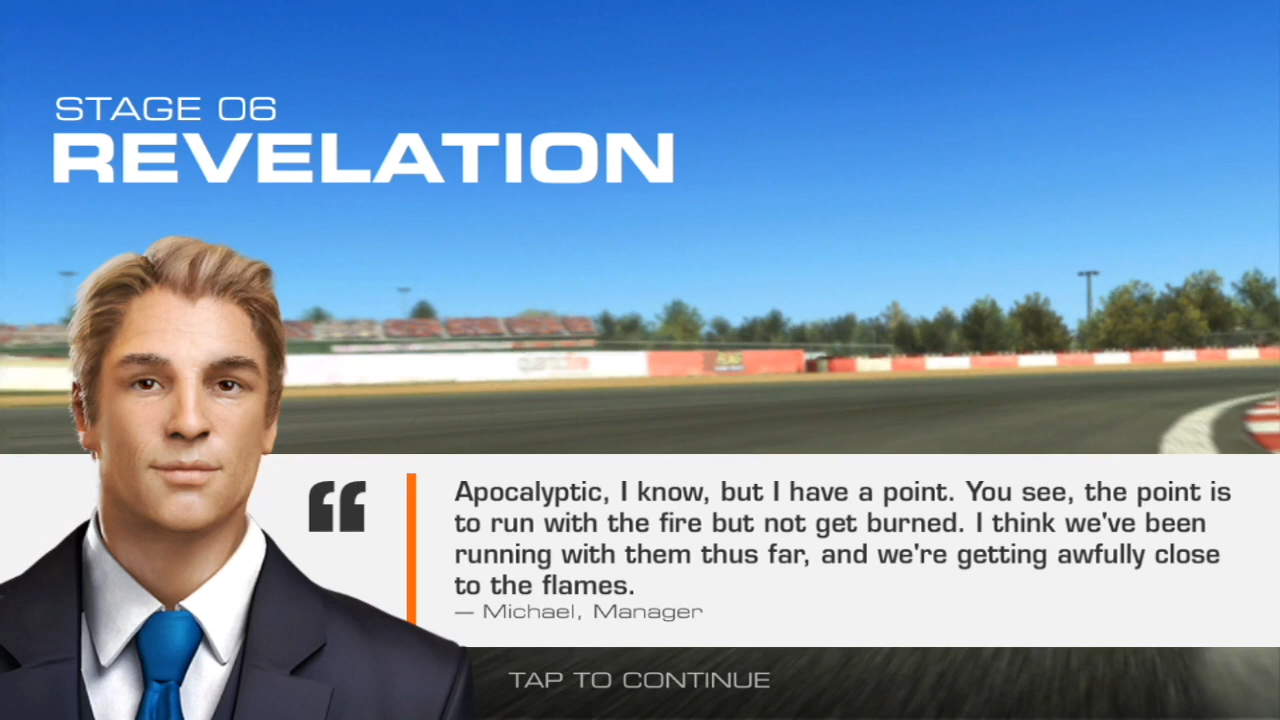 STAGE 06
REVELATION
“
Apocalyptic, I know, but I have a point. You see, the point is
to run with the fire but not get burned. I think we've been
running with them thus far, and we're getting awfully close
to the flames.
— Michael, Manager
TAP TO CONTINUE